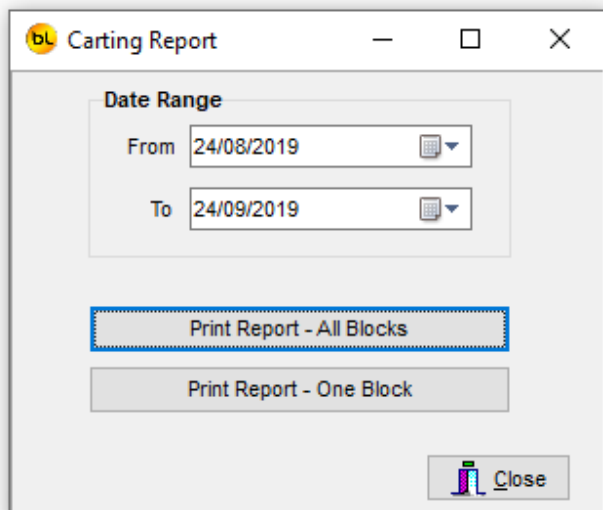 bL Carting Report
Date Range
From 24/08/2019
To 24/09/2019
Print Report - All Blocks
Print Report - One Block
Close